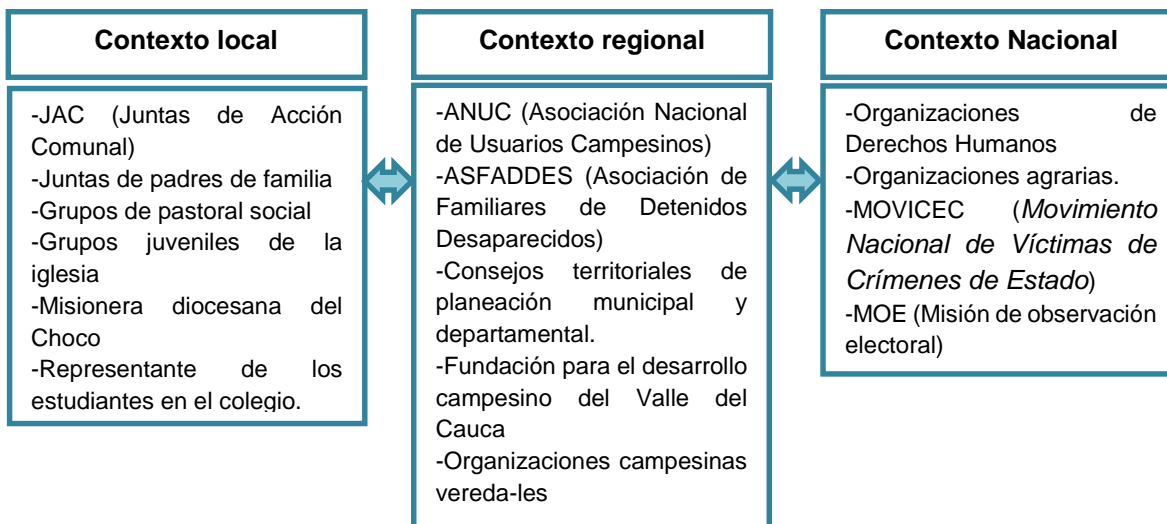 Contexto local
-JAC (Juntas de Acción
Comunal)
-Juntas de padres de familia
-Grupos de pastoral social
-Grupos juveniles de la
iglesia
-Misionera diocesana del
Choco
-Representante de los
estudiantes en el colegio.
Contexto regional
-ANUC (Asociación Nacional
de Usuarios Campesinos)
-ASFADDES (Asociación de
Familiares de Detenidos
Desaparecidos)
-Consejos territoriales de
planeación municipal y
departamental.
-Fundación para el desarrollo
campesino del Valle del
Cauca
-Organizaciones campesinas
vereda-les
Contexto Nacional
-Organizaciones de
Derechos Humanos
-Organizaciones agrarias.
-MOVICEC (Movimiento
Nacional de Víctimas de
Crímenes de Estado)
-MOE (Misión de observación
electoral)